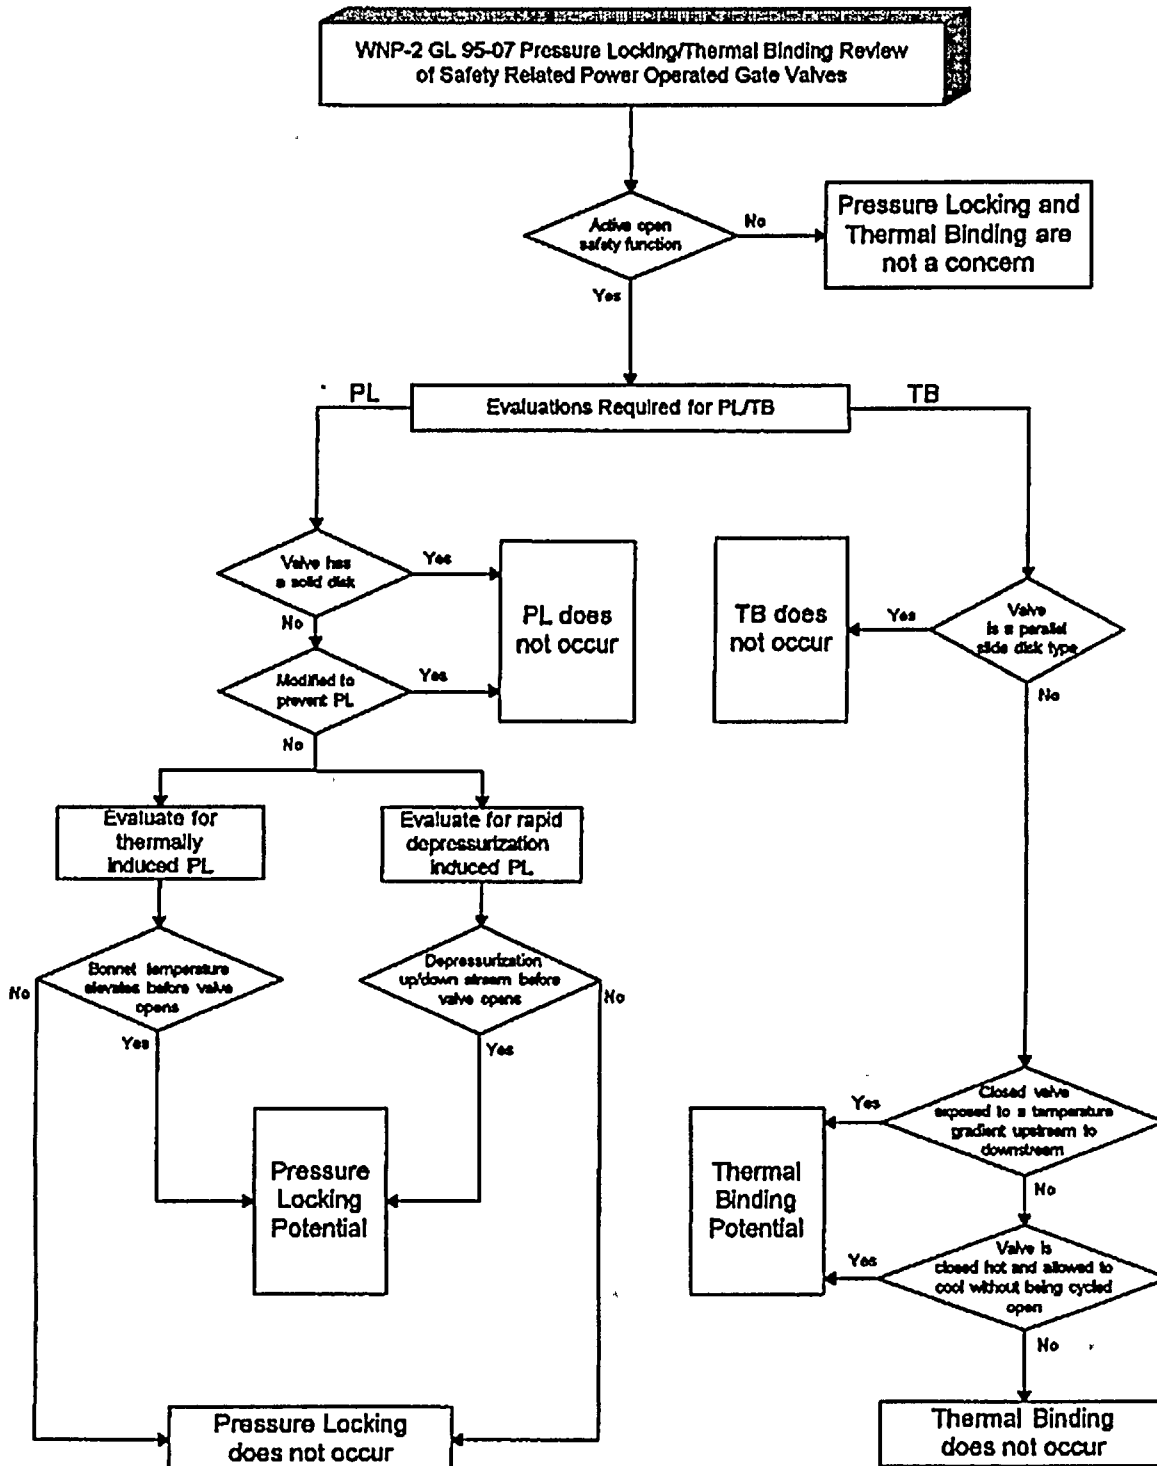 WNP-2 GL 95-07 Pressure Locking/Thermal Binding Review
of Safety Related Power Operated Gate Valves
Active open
safety function
No
Pressure Locking and
Thermal Binding are
not a concern
Yes
PL
Evaluations Required for PL/TB
TB
Valve has
a solid disk
Yes
No
PL does
not occur
Modified to
prevent PL
Yes
No
TB does
not occur
Yes
Valve
is a parallel
slide disk type
No
Evaluate for
thermally
induced PL
Evaluate for rapid
depressurization
induced PL
Bonnet temperature
elevates before valve
opens
No
Yes
Depressurization
up/down stream before
valve opens
No
Yes
Pressure
Locking
Potential
Closed valve
exposed to a temperature
gradient upstream to
downstream
Yes
No
Thermal
Binding
Potential
Valve is
closed hot and allowed to
cool without being cycled
open
Yes
No
Pressure Locking
does not occur
Thermal Binding
does not occur